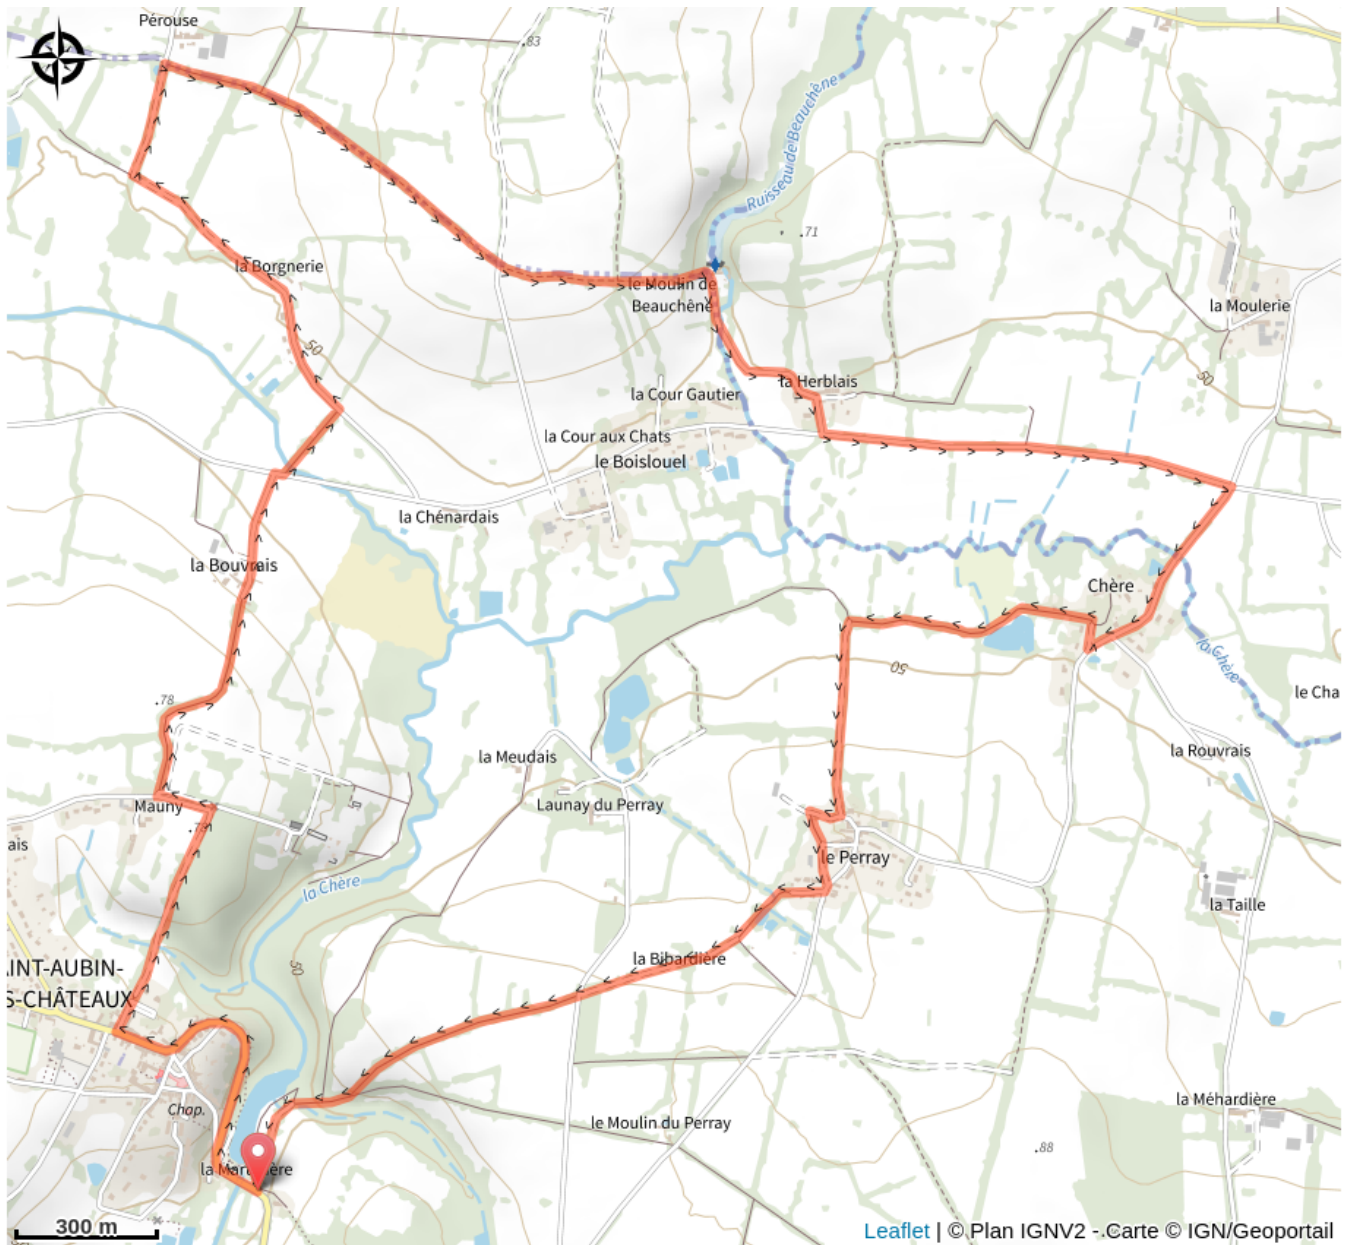 Pérouse
83
Ruisseau de Beauchêne
71
la Borgnerie
le Moulin de
Beauchêne
la Moulerie
50
50
la Herblais
la Cour Gautier
la Cour aux Chats
le Boislouel
la Chénardais
la Bouvrais
Chère
la Chère
50
le Cha
78
la Rouvrais
la Meudais
Launay du Perray
Mauny
73
ais
le Perray
la Chère
la Taille
la Bibardière
50
AINT-AUBIN-
S-CHÂTEAUX
la Méhardière
Chap.
le Moulin du Perray
88
300 m
Leaflet | © Plan IGNV2 - Carte © IGN/Geoportail